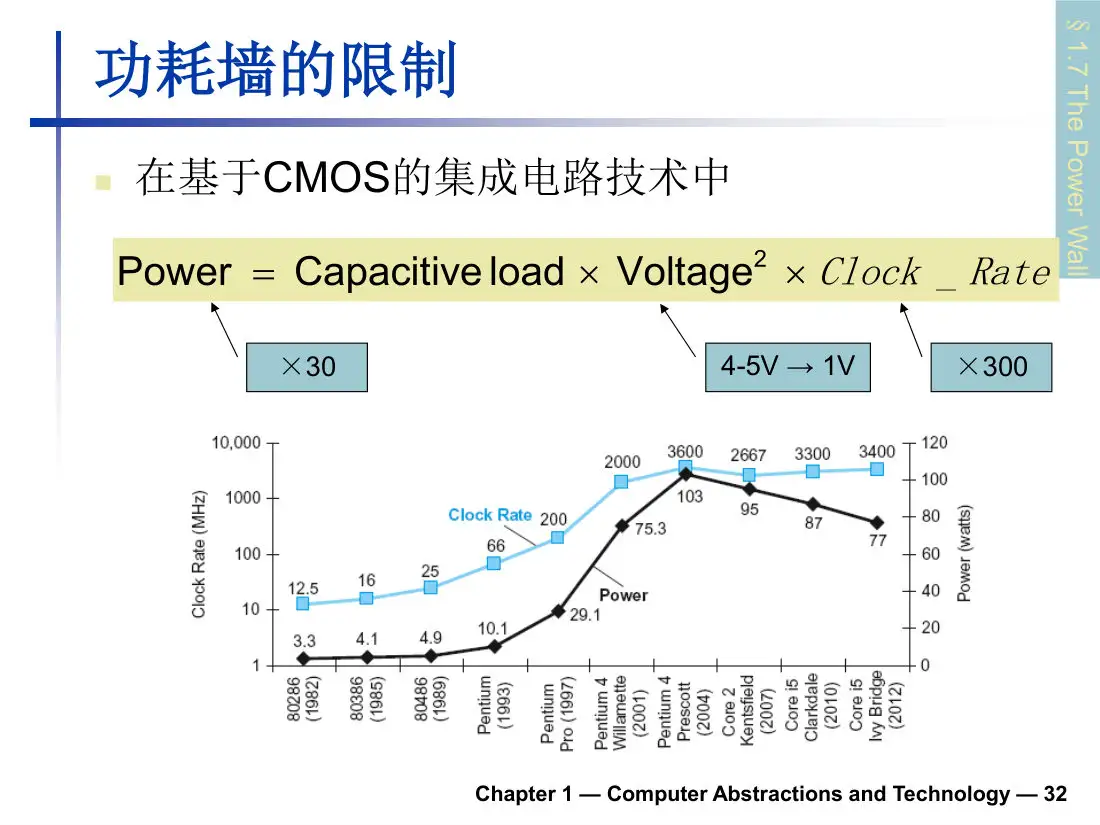 功耗墙的限制
§1.7 The Power Wall
在基于CMOS的集成电路技术中
Power = Capacitive load × Voltage² × Clock _ Rate
×30
4-5V → 1V
×300
10,000
1000
100
10
1
Clock Rate (MHz)
120
100
80
60
40
20
0
Power (watts)
Clock Rate
Power
12.5
16
25
66
200
2000
3600
2667
3300
3400
3.3
4.1
4.9
10.1
29.1
75.3
103
95
87
77
80286
(1982)
80386
(1985)
80486
(1989)
Pentium
(1993)
Pentium
Pro (1997)
Pentium 4
Willamette
(2001)
Pentium 4
Prescott
(2004)
Core 2
Kentsfield
(2007)
Core i5
Clarkdale
(2010)
Core i5
Ivy Bridge
(2012)
Chapter 1 — Computer Abstractions and Technology — 32